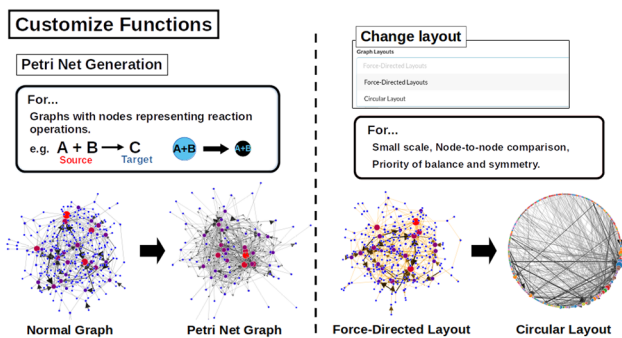 Customize Functions
Petri Net Generation
For...
Graphs with nodes representing reaction
operations.
e.g. A + B → C
Source Target
A+B → A+B
Normal Graph
Petri Net Graph
Change layout
Graph Layouts
Force-Directed Layouts
Force-Directed Layouts
Circular Layout
For...
Small scale, Node-to-node comparison,
Priority of balance and symmetry.
Force-Directed Layout
Circular Layout